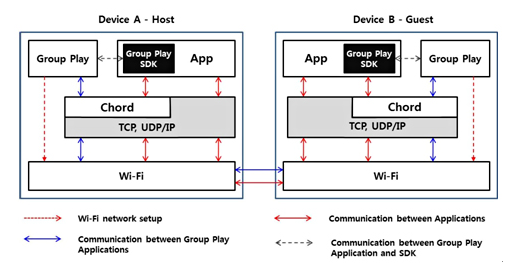 Device A - Host
Device B - Guest
Group Play
Group Play
SDK
App
App
Group Play
SDK
Group Play
Chord
TCP, UDP/IP
Chord
TCP, UDP/IP
Wi-Fi
Wi-Fi
Wi-Fi network setup
Communication between Applications
Communication between Group Play
Applications
Communication between Group Play
Application and SDK